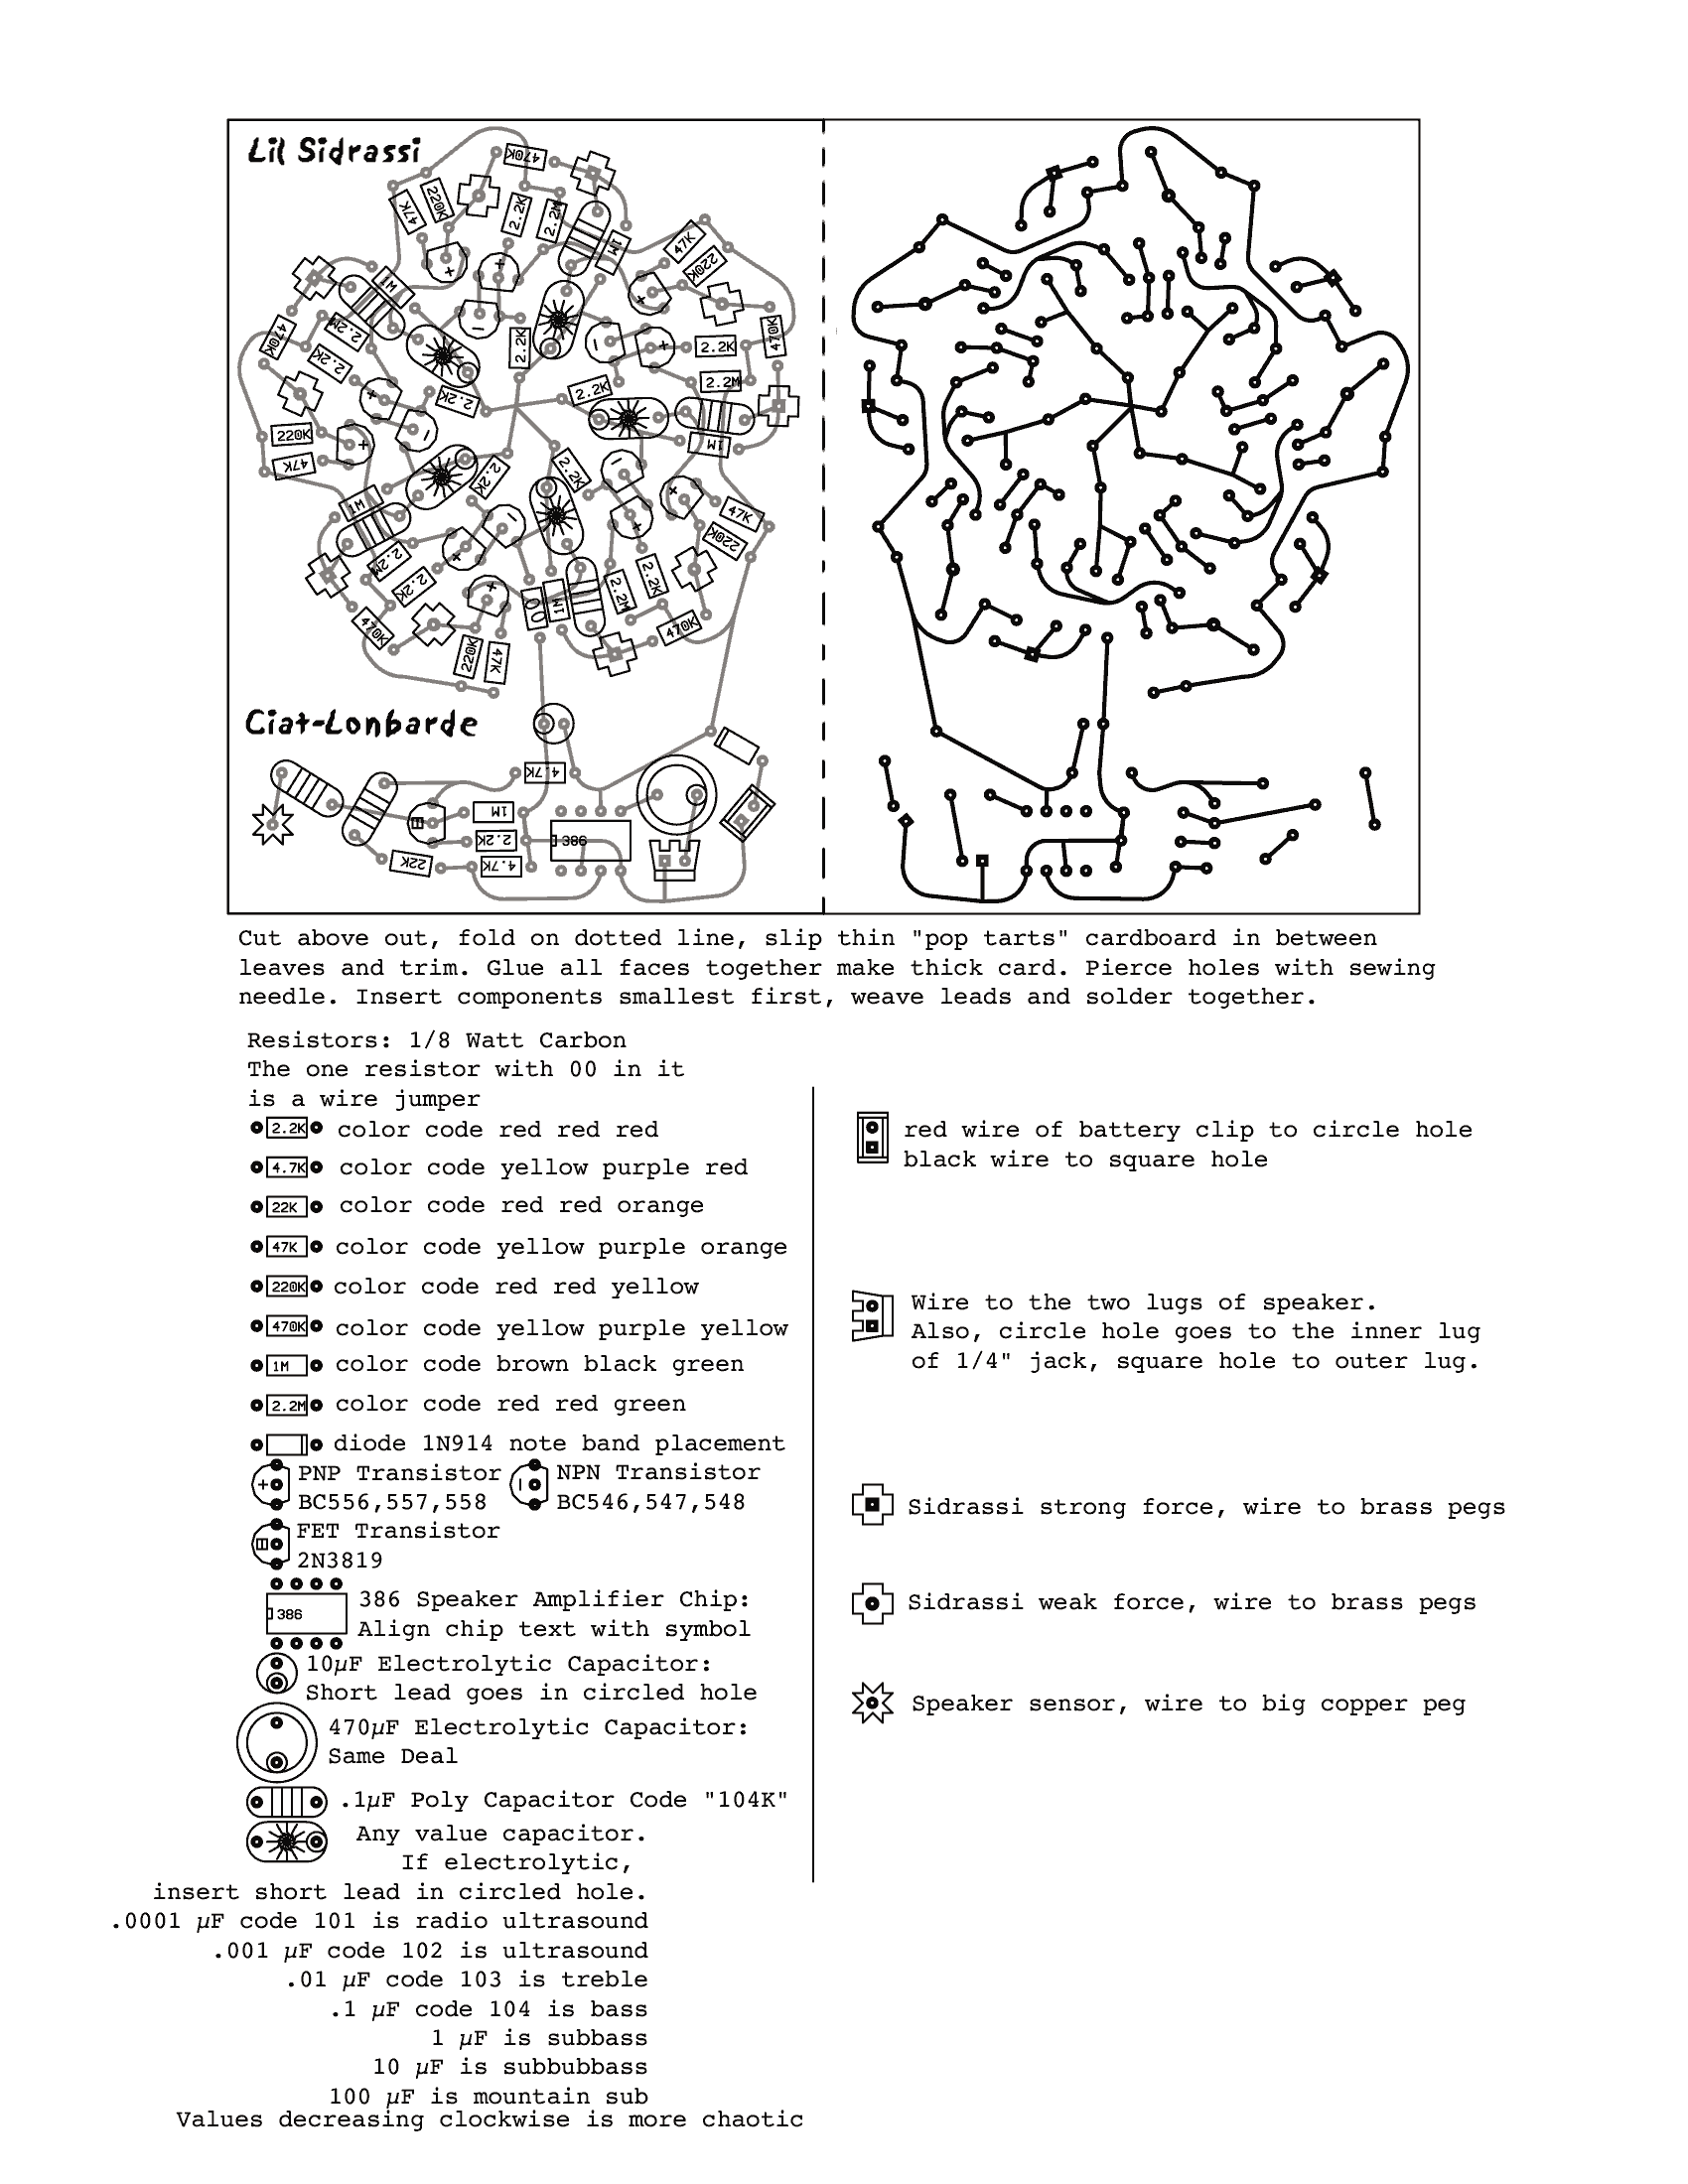 Lil Sidrassi
470K
47K
220K
2.2K
2.2M
1M
47K
220K
1M
2.2M
470K
2.2K
2.2K
470K
2.2K
2.2M
2.2K
2.2K
1M
220K
47K
2.2K
2.2K
1M
47K
220K
2.2M
2.2K
2.2K
2.2M
00
1M
470K
470K
220K
47K
Ciat-Lonbarde
4.7K
1M
2.2K
386
22K
4.7K
Cut above out, fold on dotted line, slip thin "pop tarts" cardboard in between
leaves and trim. Glue all faces together make thick card. Pierce holes with sewing
needle. Insert components smallest first, weave leads and solder together.
Resistors: 1/8 Watt Carbon
The one resistor with 00 in it
is a wire jumper
2.2K color code red red red
4.7K color code yellow purple red
22K color code red red orange
47K color code yellow purple orange
220K color code red red yellow
470K color code yellow purple yellow
1M color code brown black green
2.2M color code red red green
diode 1N914 note band placement
PNP Transistor
BC556,557,558
NPN Transistor
BC546,547,548
FET Transistor
2N3819
386
386 Speaker Amplifier Chip:
Align chip text with symbol
10µF Electrolytic Capacitor:
Short lead goes in circled hole
470µF Electrolytic Capacitor:
Same Deal
.1µF Poly Capacitor Code "104K"
Any value capacitor.
If electrolytic,
insert short lead in circled hole.
.0001 µF code 101 is radio ultrasound
.001 µF code 102 is ultrasound
.01 µF code 103 is treble
.1 µF code 104 is bass
1 µF is subbass
10 µF is subbubbass
100 µF is mountain sub
Values decreasing clockwise is more chaotic
red wire of battery clip to circle hole
black wire to square hole
Wire to the two lugs of speaker.
Also, circle hole goes to the inner lug
of 1/4" jack, square hole to outer lug.
Sidrassi strong force, wire to brass pegs
Sidrassi weak force, wire to brass pegs
Speaker sensor, wire to big copper peg